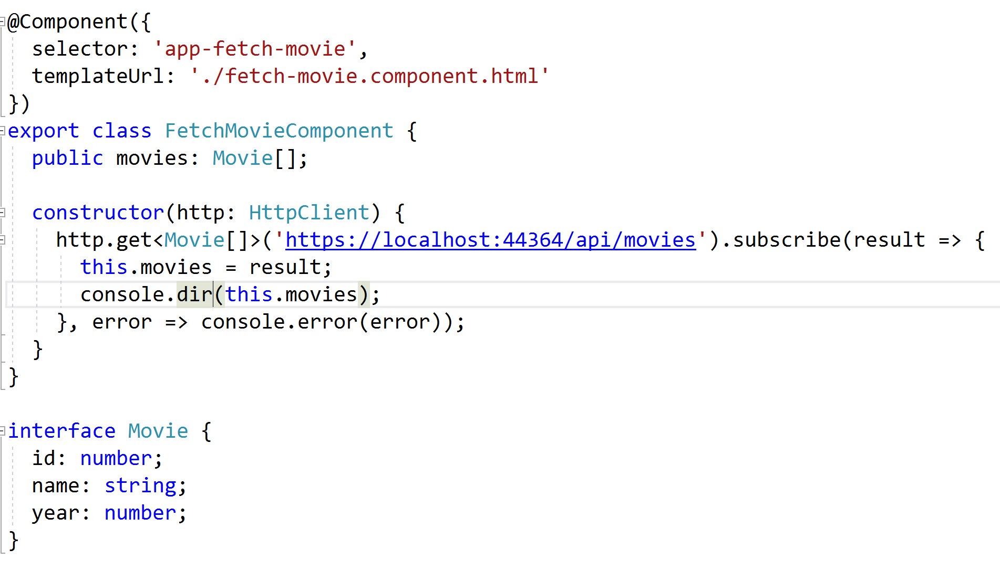 @Component({
  selector: 'app-fetch-movie',
  templateUrl: './fetch-movie.component.html'
})
export class FetchMovieComponent {
  public movies: Movie[];

  constructor(http: HttpClient) {
    http.get<Movie[]>('https://localhost:44364/api/movies').subscribe(result => {
      this.movies = result;
      console.dir(this.movies);
    }, error => console.error(error));
  }
}

interface Movie {
  id: number;
  name: string;
  year: number;
}